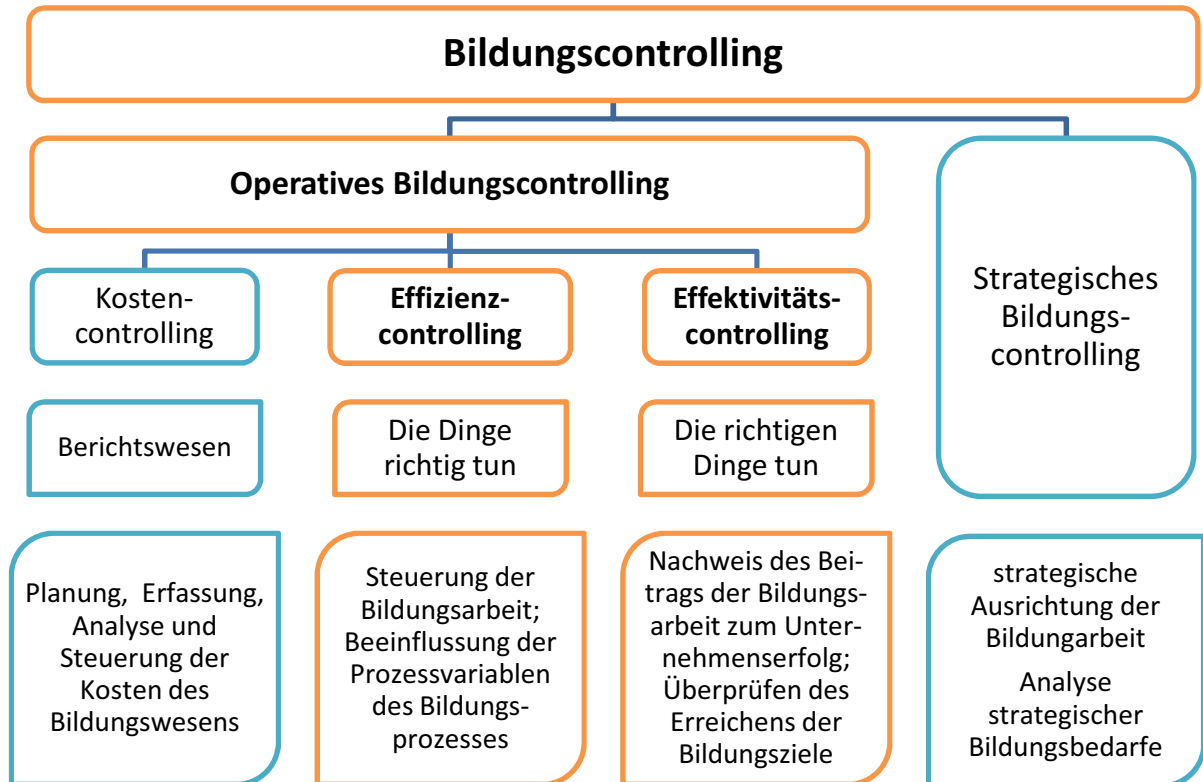 Bildungscontrolling
Operatives Bildungscontrolling
Strategisches
Bildungs-
controlling
Kosten-
controlling
Effizienz-
controlling
Effektivitäts-
controlling
Berichtswesen
Die Dinge
richtig tun
Die richtigen
Dinge tun
Planung, Erfassung,
Analyse und
Steuerung der
Kosten des
Bildungswesens
Steuerung der
Bildungsarbeit;
Beeinflussung der
Prozessvariablen
des Bildungs-
prozesses
Nachweis des Bei-
trags der Bildungs-
arbeit zum Unter-
nehmenserfolg;
Überprüfen des
Erreichens der
Bildungsziele
strategische
Ausrichtung der
Bildungarbeit
Analyse
strategischer
Bildungsbedarfe